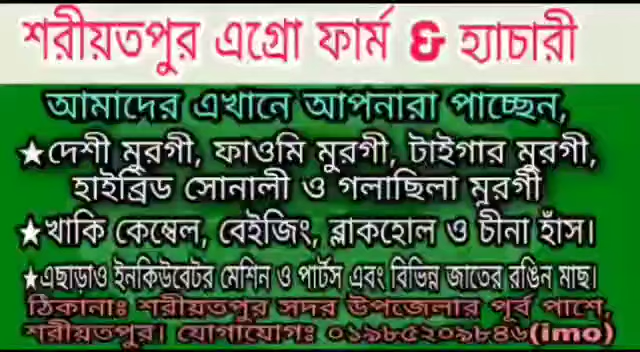 শরীয়তপুর এগ্রো ফার্ম & হ্যাচারী
আমাদের এখানে আপনারা পাচ্ছেন,
★দেশী মুরগী, ফাওমি মুরগী, টাইগার মুরগী,
হাইব্রিড সোনালী ও গলাছিলা মুরগী
★খাকি কেম্বেল, বেইজিং, ব্লাকহোল ও চীনা হাঁস।
★এছাড়াও ইনকিউবেটর মেশিন ও পার্টস এবং বিভিন্ন জাতের রঙিন মাছ।
ঠিকানাঃ শরীয়তপুর সদর উপজেলার পূর্ব পাশে,
শরীয়তপুর। যোগাযোগঃ ০১৯৮৫২০৯৮৪৬(imo)